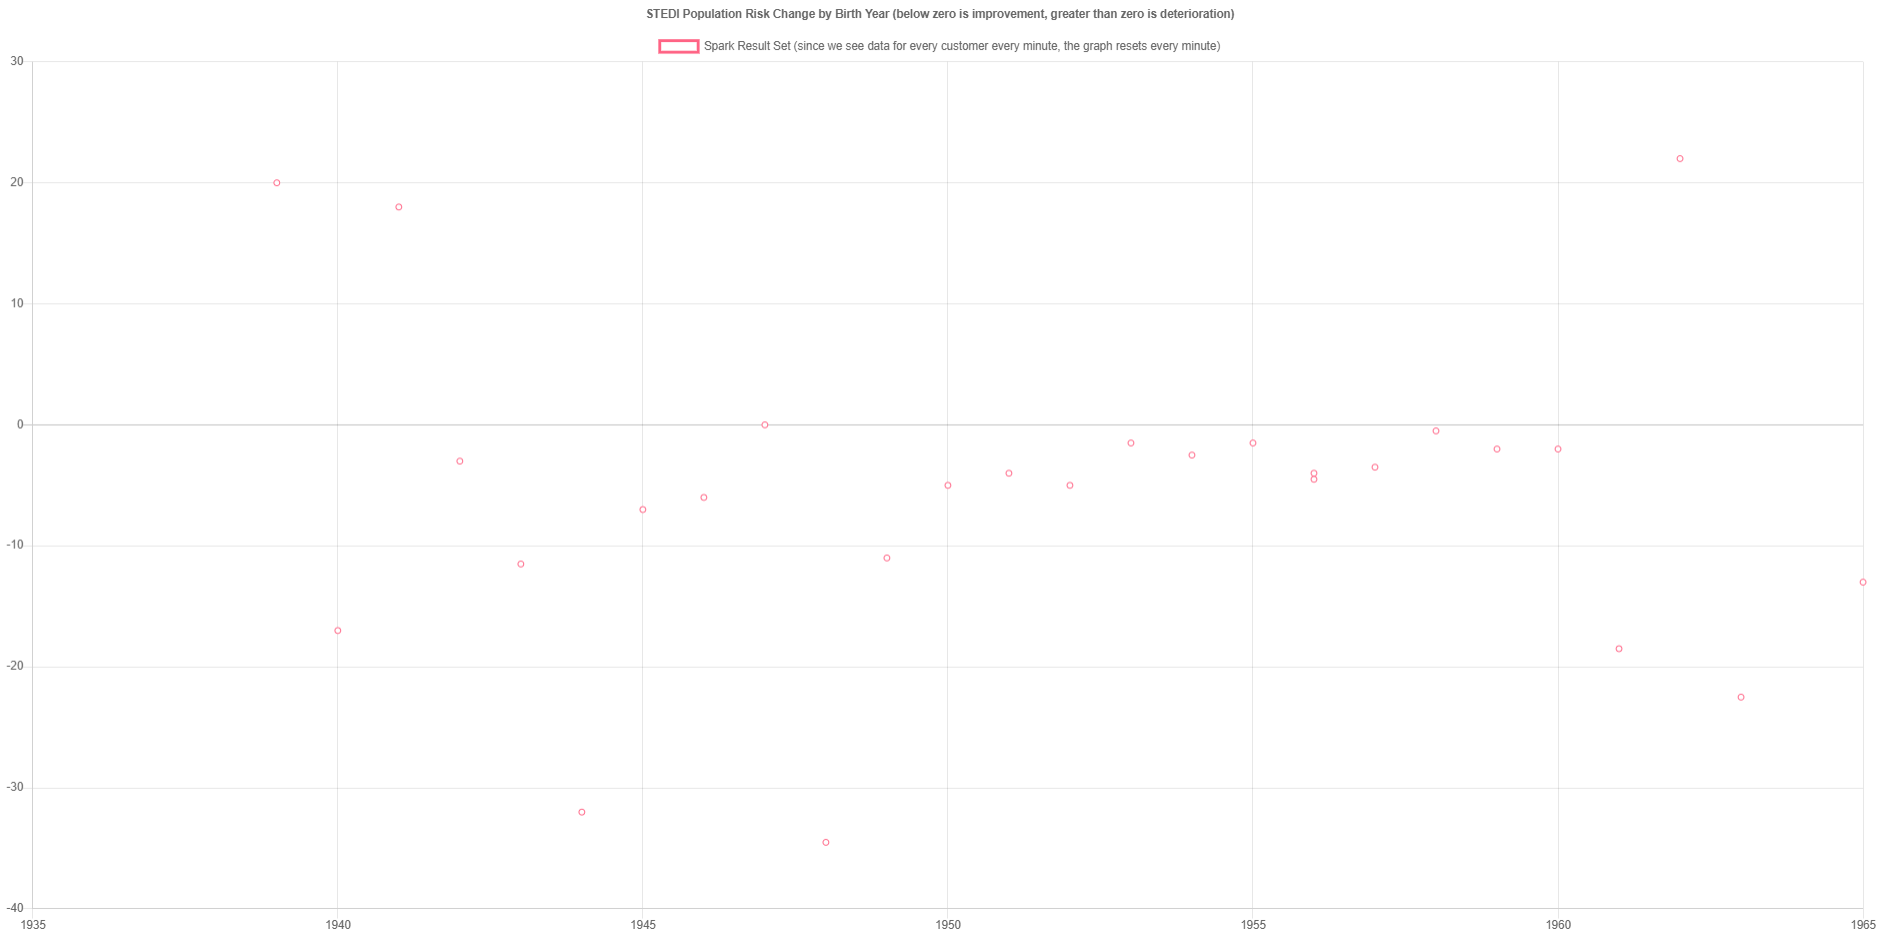 STEDI Population Risk Change by Birth Year (below zero is improvement, greater than zero is deterioration)
Spark Result Set (since we see data for every customer every minute, the graph resets every minute)
30
20
10
0
-10
-20
-30
-40
1935 1940 1945 1950 1955 1960 1965